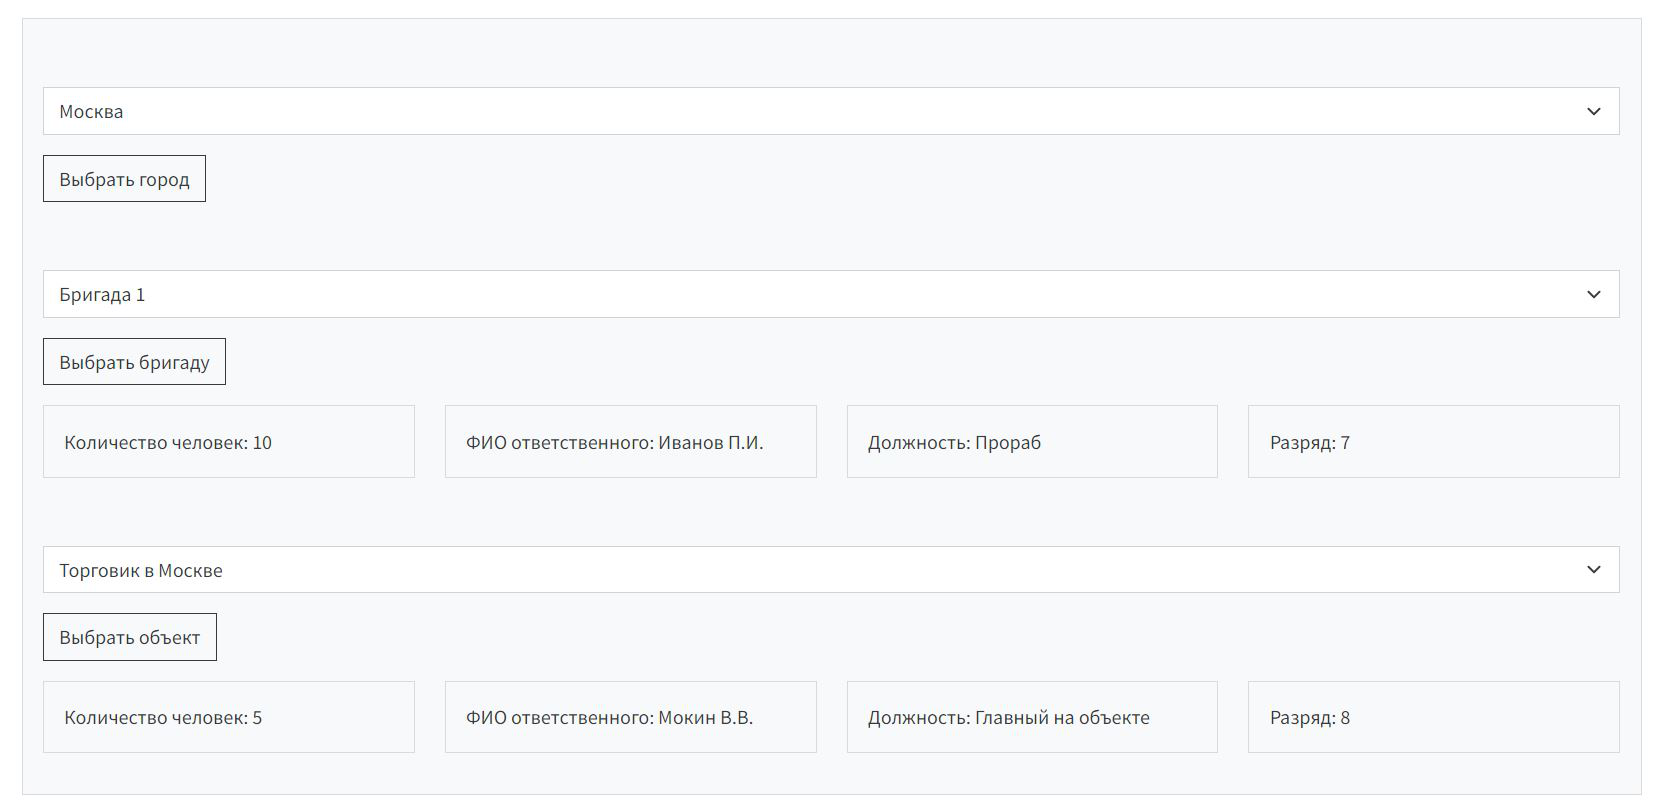 Москва
Выбрать город
Бригада 1
Выбрать бригаду
Количество человек: 10
ФИО ответственного: Иванов П.И.
Должность: Прораб
Разряд: 7
Торговик в Москве
Выбрать объект
Количество человек: 5
ФИО ответственного: Мокин В.В.
Должность: Главный на объекте
Разряд: 8